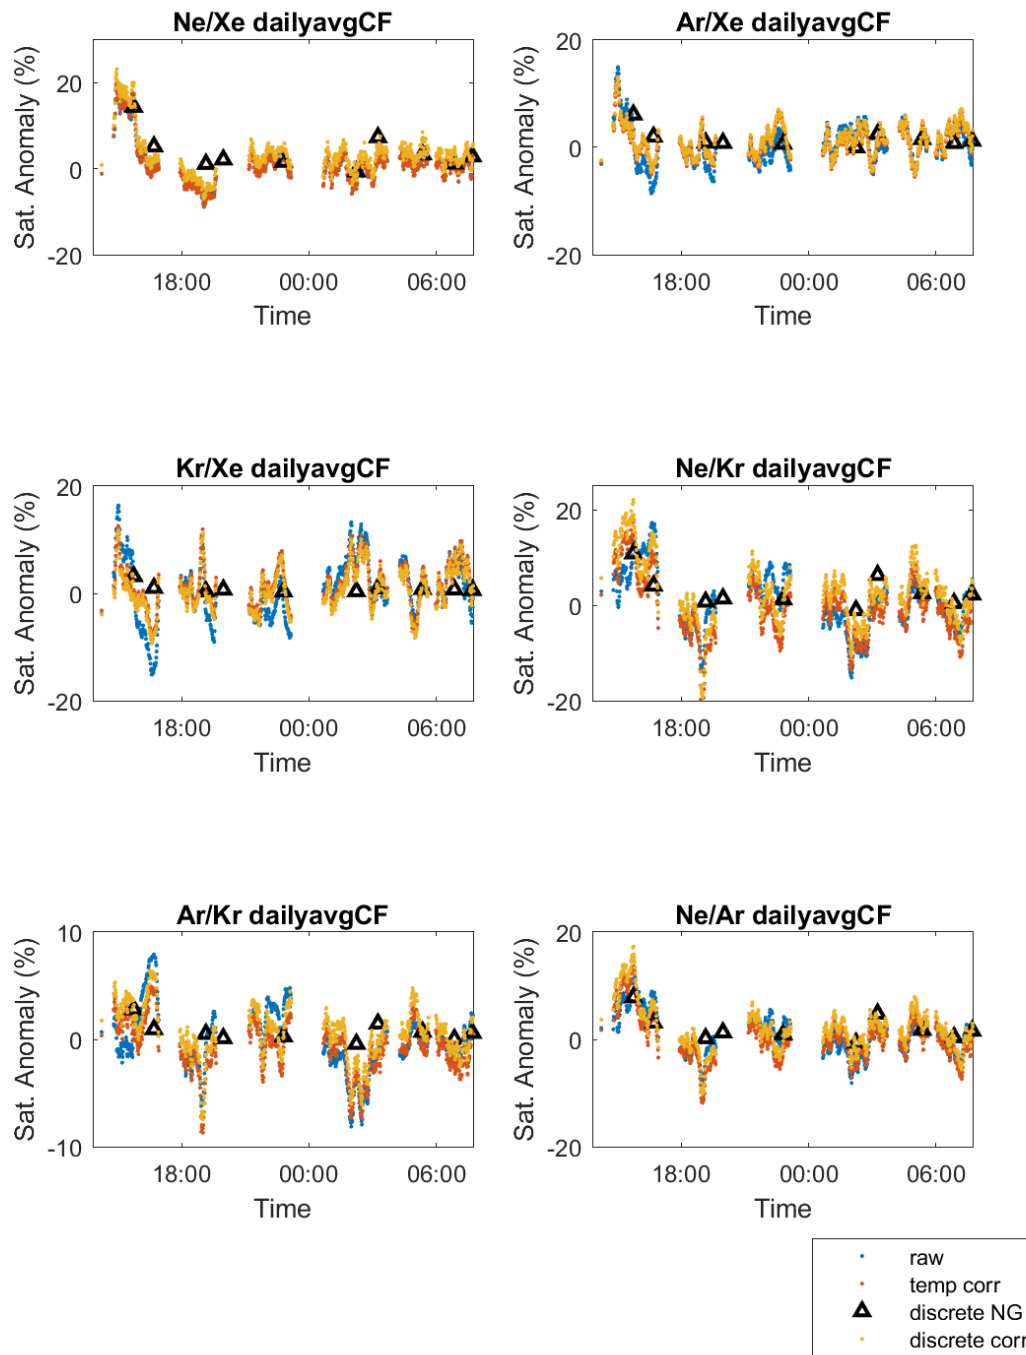 Ne/Xe dailyavgCF
Sat. Anomaly (%)
20
0
-20
18:00 00:00 06:00
Time
Ar/Xe dailyavgCF
Sat. Anomaly (%)
20
0
-20
18:00 00:00 06:00
Time
Kr/Xe dailyavgCF
Sat. Anomaly (%)
20
0
-20
18:00 00:00 06:00
Time
Ne/Kr dailyavgCF
Sat. Anomaly (%)
20
0
-20
18:00 00:00 06:00
Time
Ar/Kr dailyavgCF
Sat. Anomaly (%)
10
0
-10
18:00 00:00 06:00
Time
Ne/Ar dailyavgCF
Sat. Anomaly (%)
20
0
-20
18:00 00:00 06:00
Time
raw
temp corr
discrete NG
discrete corr